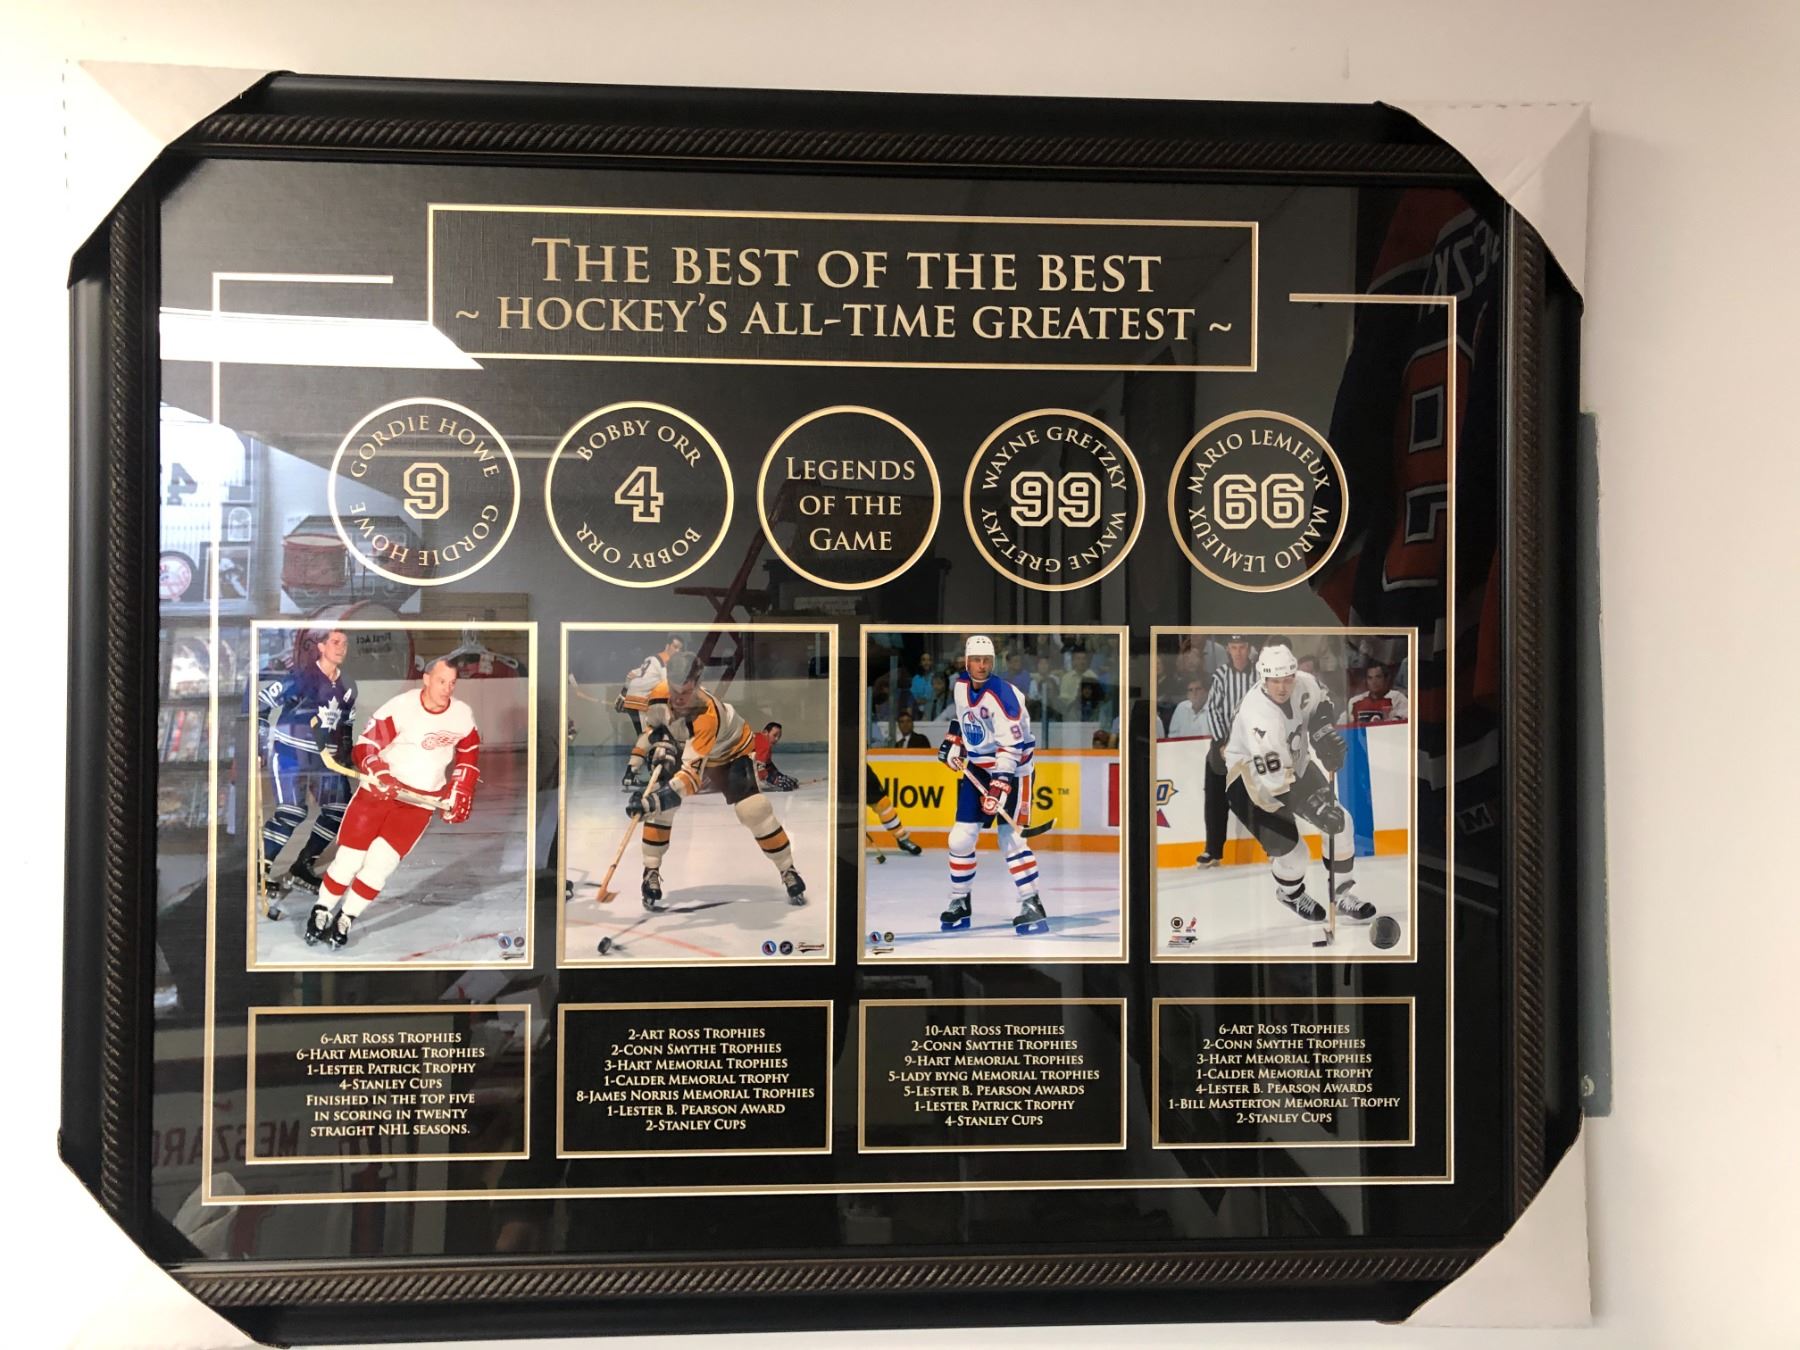 THE BEST OF THE BEST
~ HOCKEY'S ALL-TIME GREATEST ~
GORDIE HOWE
9
GORDIE HOWE
BOBBY ORR
4
BOBBY ORR
LEGENDS
OF THE
GAME
WAYNE GRETZKY
99
WAYNE GRETZKY
MARIO LEMIEUX
66
MARIO LEMIEUX
C
9
llow
S™
66
6-ART ROSS TROPHIES
6-HART MEMORIAL TROPHIES
1-LESTER PATRICK TROPHY
4-STANLEY CUPS
FINISHED IN THE TOP FIVE
IN SCORING IN TWENTY
STRAIGHT NHL SEASONS.
2-ART ROSS TROPHIES
2-CONN SMYTHE TROPHIES
3-HART MEMORIAL TROPHIES
1-CALDER MEMORIAL TROPHY
8-JAMES NORRIS MEMORIAL TROPHIES
1-LESTER B. PEARSON AWARD
2-STANLEY CUPS
10-ART ROSS TROPHIES
2-CONN SMYTHE TROPHIES
9-HART MEMORIAL TROPHIES
5-LADY BYNG MEMORIAL TROPHIES
5-LESTER B. PEARSON AWARDS
1-LESTER PATRICK TROPHY
4-STANLEY CUPS
6-ART ROSS TROPHIES
2-CONN SMYTHE TROPHIES
3-HART MEMORIAL TROPHIES
1-CALDER MEMORIAL TROPHY
4-LESTER B. PEARSON AWARDS
1-BILL MASTERTON MEMORIAL TROPHY
2-STANLEY CUPS